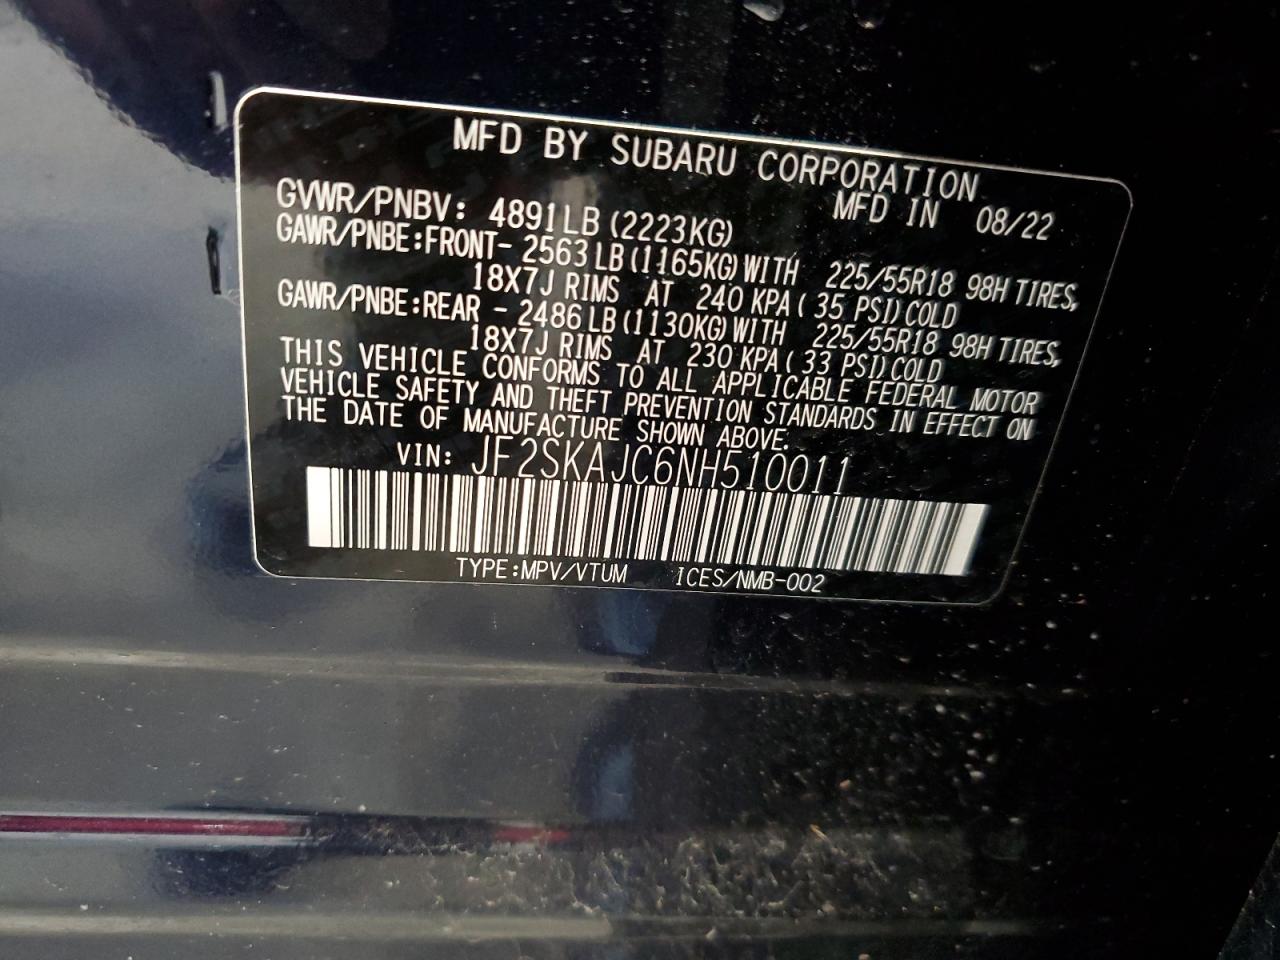 MFD BY SUBARU CORPORATION
MFD IN 08/22
GVWR/PNBV: 4891LB (2223KG)
GAWR/PNBE:FRONT- 2563LB(1165KG)WITH 225/55R18 98H TIRES,
18X7J RIMS AT 240 KPA( 35 PSI)COLD
GAWR/PNBE:REAR - 2486LB(1130KG)WITH 225/55R18 98H TIRES,
18X7J RIMS AT 230 KPA( 33 PSI)COLD
THIS VEHICLE CONFORMS TO ALL APPLICABLE FEDERAL MOTOR
VEHICLE SAFETY AND THEFT PREVENTION STANDARDS IN EFFECT ON
THE DATE OF MANUFACTURE SHOWN ABOVE.
VIN: JF2SKAJC6NH510011
TYPE:MPV/VTUM ICES/NMB-002